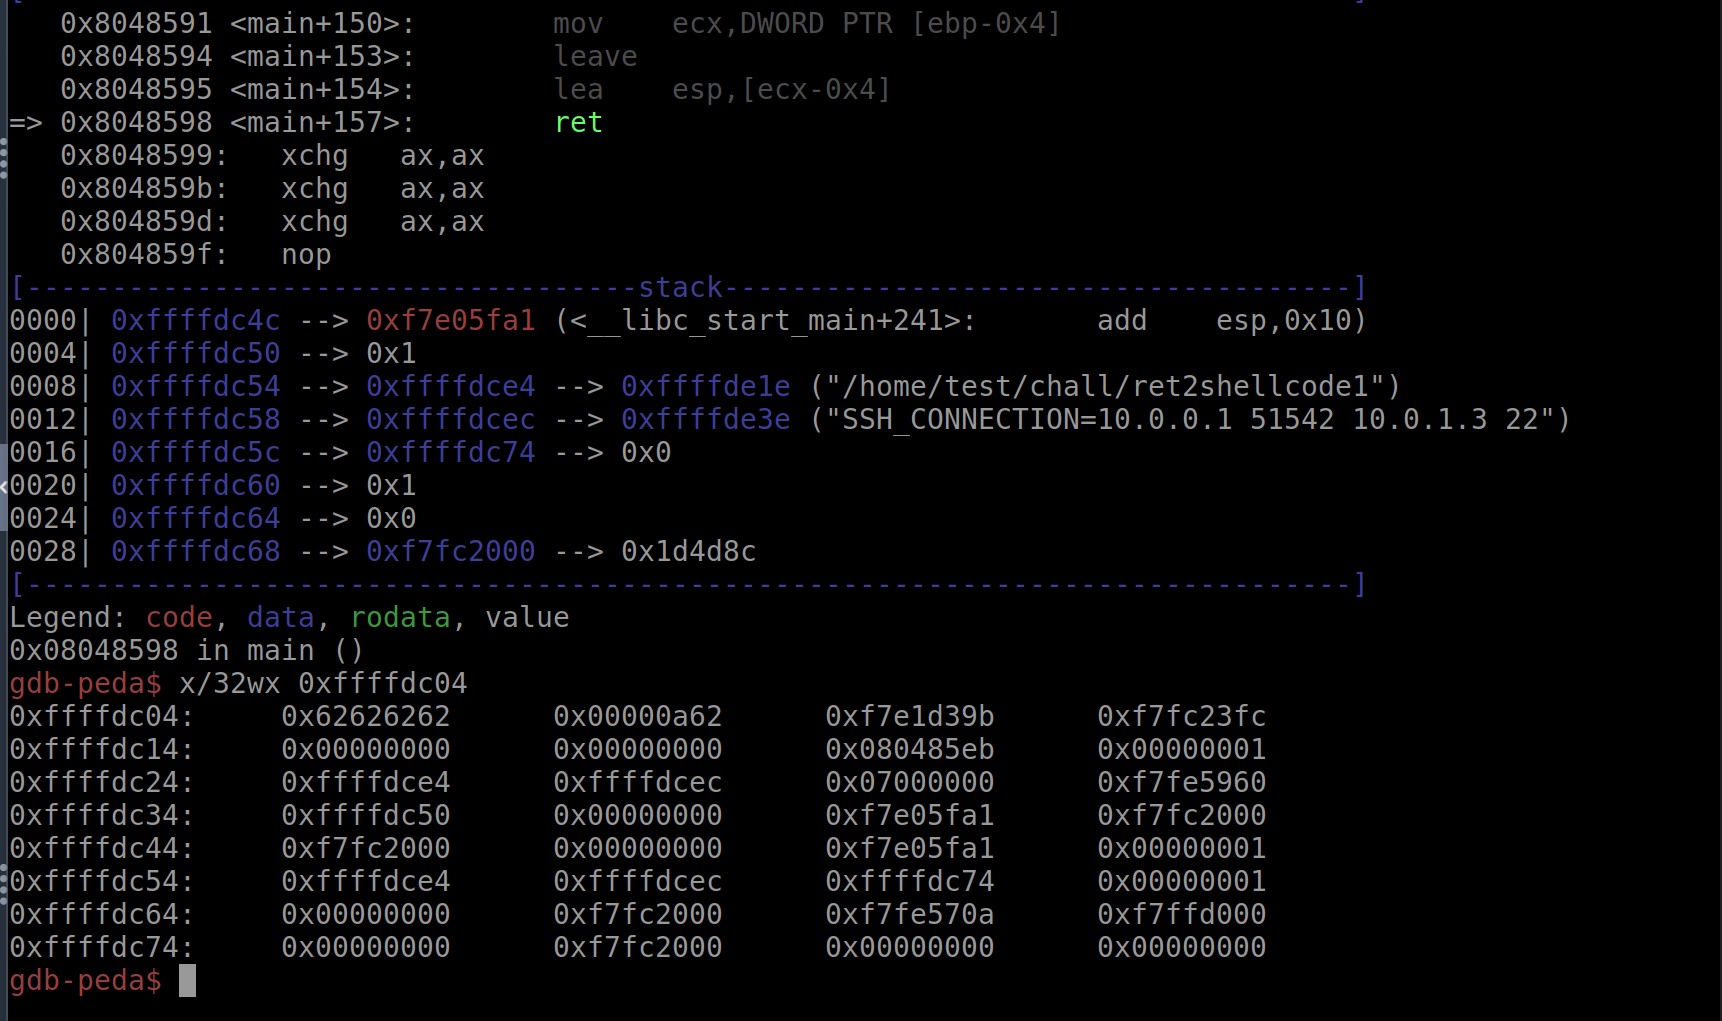 0x8048591 <main+150>:        mov    ecx,DWORD PTR [ebp-0x4]
   0x8048594 <main+153>:        leave
   0x8048595 <main+154>:        lea    esp,[ecx-0x4]
=> 0x8048598 <main+157>:        ret
   0x8048599:   xchg   ax,ax
   0x804859b:   xchg   ax,ax
   0x804859d:   xchg   ax,ax
   0x804859f:   nop
[------------------------------------stack-------------------------------------]
0000| 0xffffdc4c --> 0xf7e05fa1 (<__libc_start_main+241>:       add    esp,0x10)
0004| 0xffffdc50 --> 0x1
0008| 0xffffdc54 --> 0xffffdce4 --> 0xffffde1e ("/home/test/chall/ret2shellcode1")
0012| 0xffffdc58 --> 0xffffdcec --> 0xffffde3e ("SSH_CONNECTION=10.0.0.1 51542 10.0.1.3 22")
0016| 0xffffdc5c --> 0xffffdc74 --> 0x0
0020| 0xffffdc60 --> 0x1
0024| 0xffffdc64 --> 0x0
0028| 0xffffdc68 --> 0xf7fc2000 --> 0x1d4d8c
[------------------------------------------------------------------------------]
Legend: code, data, rodata, value
0x08048598 in main ()
gdb-peda$ x/32wx 0xffffdc04
0xffffdc04:     0x62626262      0x00000a62      0xf7e1d39b      0xf7fc23fc
0xffffdc14:     0x00000000      0x00000000      0x080485eb      0x00000001
0xffffdc24:     0xffffdce4      0xffffdcec      0x07000000      0xf7fe5960
0xffffdc34:     0xffffdc50      0x00000000      0xf7e05fa1      0xf7fc2000
0xffffdc44:     0xf7fc2000      0x00000000      0xf7e05fa1      0x00000001
0xffffdc54:     0xffffdce4      0xffffdcec      0xffffdc74      0x00000001
0xffffdc64:     0x00000000      0xf7fc2000      0xf7fe570a      0xf7ffd000
0xffffdc74:     0x00000000      0xf7fc2000      0x00000000      0x00000000
gdb-peda$